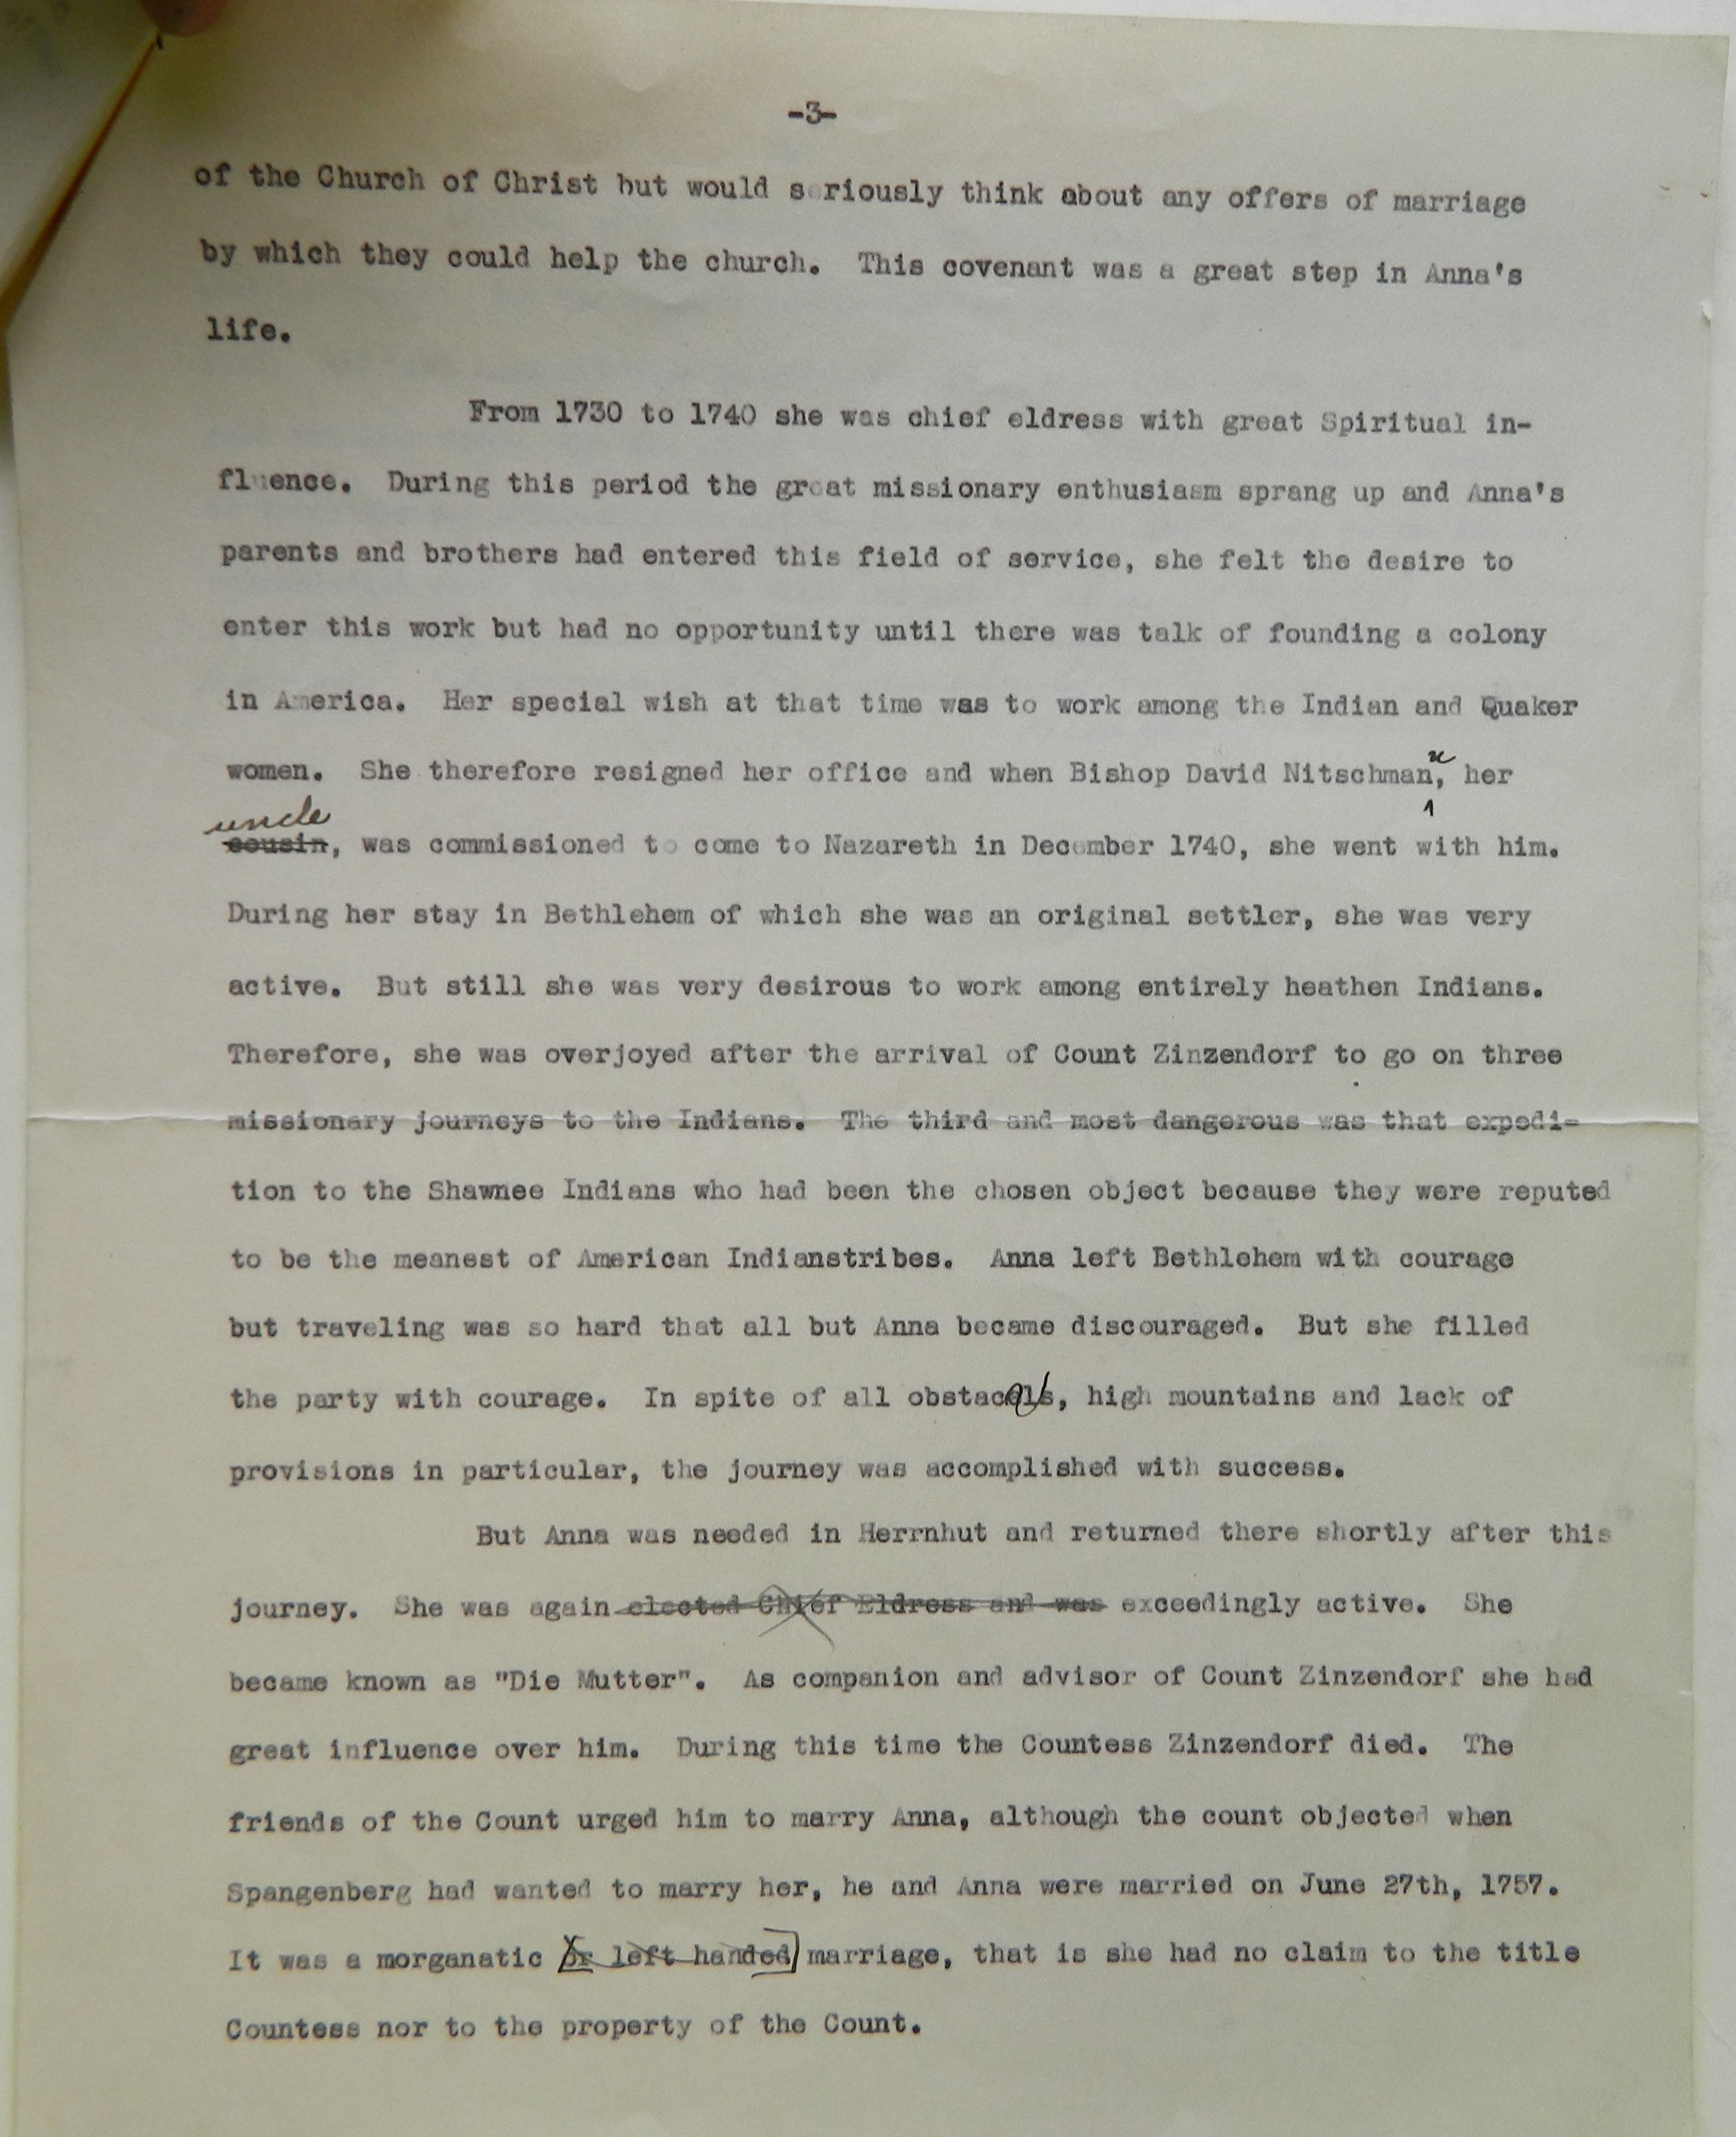 -3-
of the Church of Christ but would seriously think about any offers of marriage
by which they could help the church. This covenant was a great step in Anna's
life.
From 1730 to 1740 she was chief eldress with great Spiritual in-
fluence. During this period the great missionary enthusiasm sprang up and Anna's
parents and brothers had entered this field of service, she felt the desire to
enter this work but had no opportunity until there was talk of founding a colony
in America. Her special wish at that time was to work among the Indian and Quaker
n
women. She therefore resigned her office and when Bishop David Nitschman, her
uncle
cousin, was commissioned to come to Nazareth in December 1740, she went with him.
During her stay in Bethlehem of which she was an original settler, she was very
active. But still she was very desirous to work among entirely heathen Indians.
Therefore, she was overjoyed after the arrival of Count Zinzendorf to go on three
missionary journeys to the Indians. The third and most dangerous was that expedi-
tion to the Shawnee Indians who had been the chosen object because they were reputed
to be the meanest of American Indianstribes. Anna left Bethlehem with courage
but traveling was so hard that all but Anna became discouraged. But she filled
the party with courage. In spite of all obstacels, high mountains and lack of
provisions in particular, the journey was accomplished with success.
But Anna was needed in Herrnhut and returned there shortly after this
journey. She was again elected Chief Eldress and was exceedingly active. She
became known as "Die Mutter". As companion and advisor of Count Zinzendorf she had
great influence over him. During this time the Countess Zinzendorf died. The
friends of the Count urged him to marry Anna, although the count objected when
Spangenberg had wanted to marry her, he and Anna were married on June 27th, 1757.
It was a morganatic or left handed marriage, that is she had no claim to the title
Countess nor to the property of the Count.